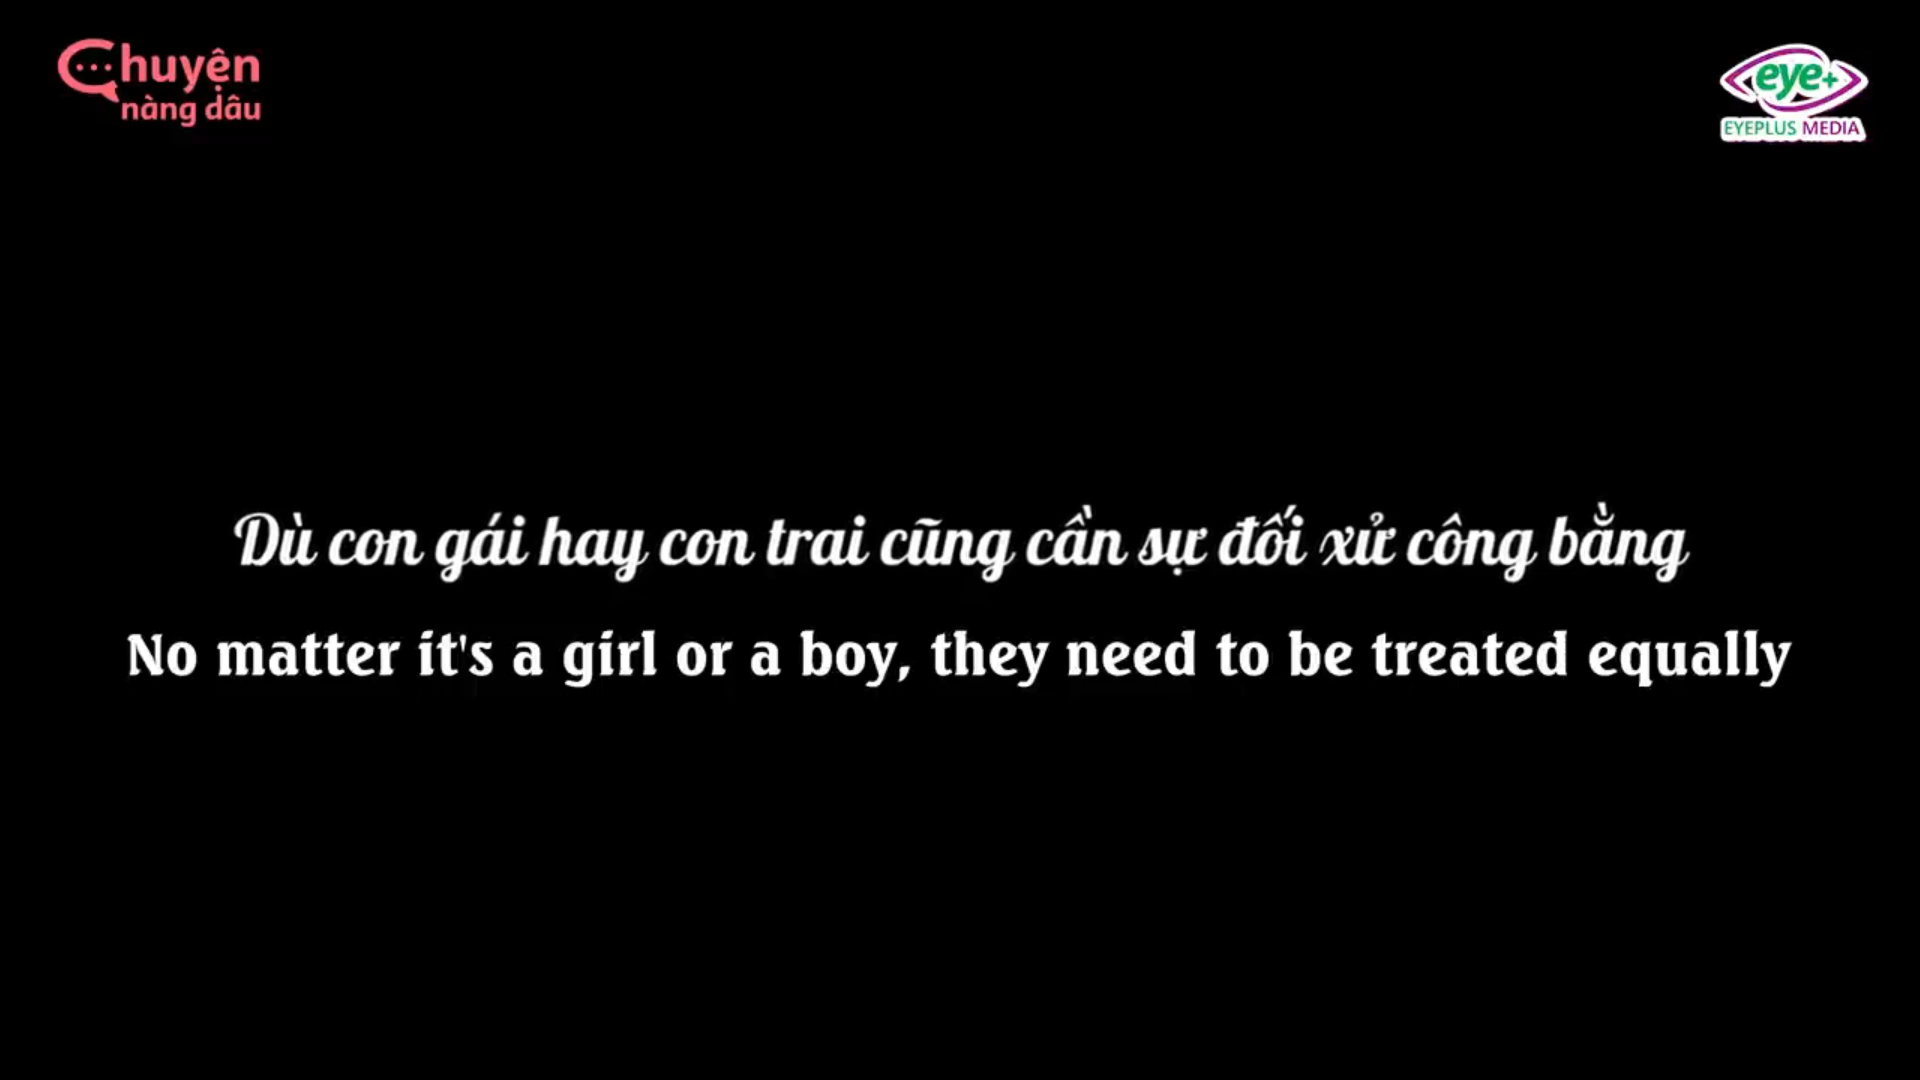 Chuyện
nàng dâu
eye+
EYEPLUS MEDIA
Dù con gái hay con trai cũng cần sự đối xử công bằng
No matter it's a girl or a boy, they need to be treated equally